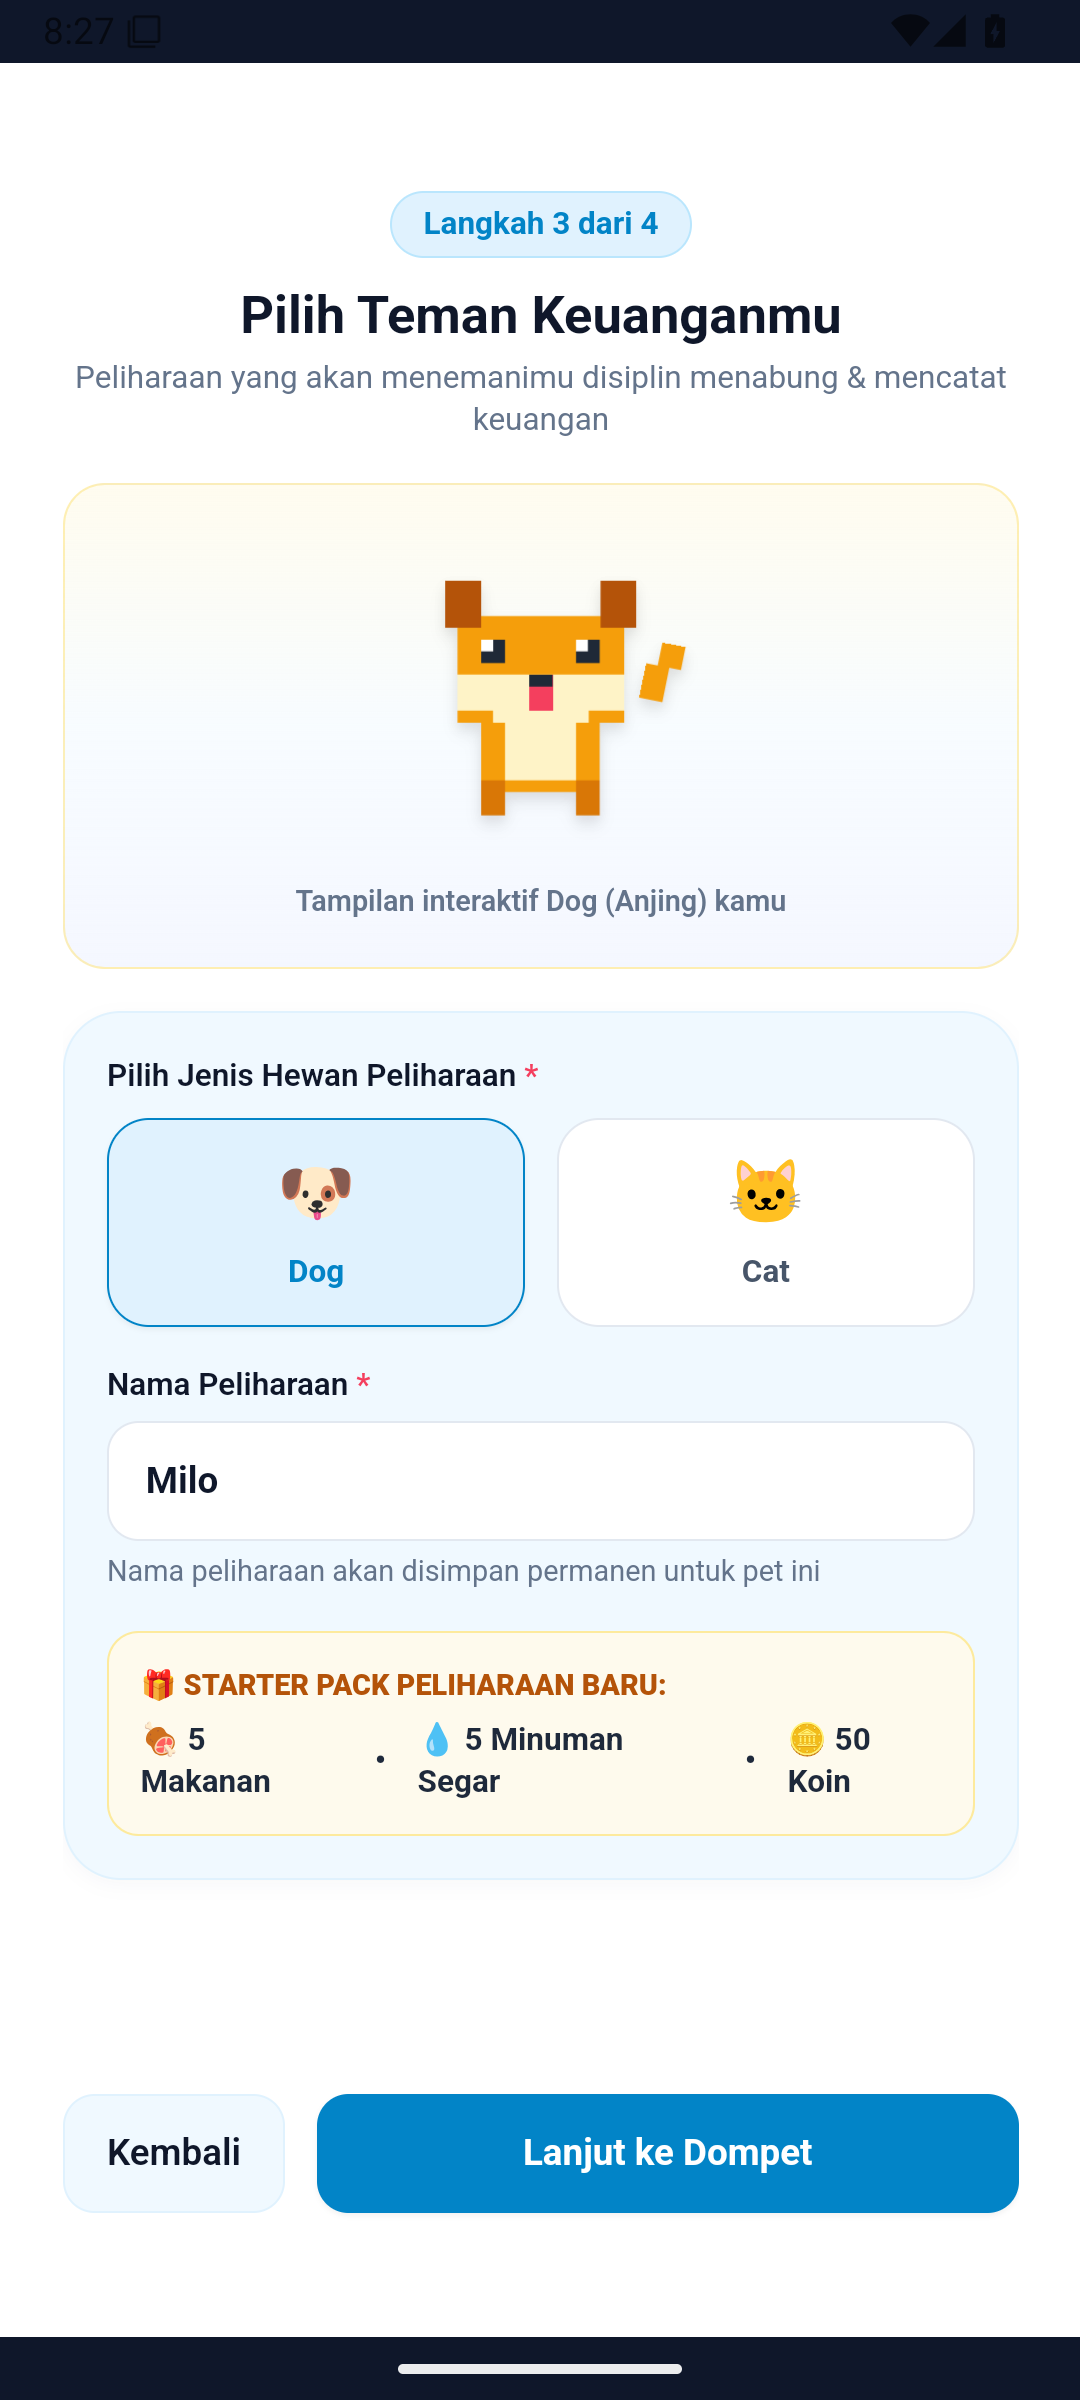 8:27
Langkah 3 dari 4
Pilih Teman Keuanganmu
Peliharaan yang akan menemanimu disiplin menabung & mencatat
keuangan
Tampilan interaktif Dog (Anjing) kamu
Pilih Jenis Hewan Peliharaan *
Dog
Cat
Nama Peliharaan *
Milo
Nama peliharaan akan disimpan permanen untuk pet ini
🎁 STARTER PACK PELIHARAAN BARU:
🍖 5
Makanan
•
💧 5 Minuman
Segar
•
🪙 50
Koin
Kembali
Lanjut ke Dompet